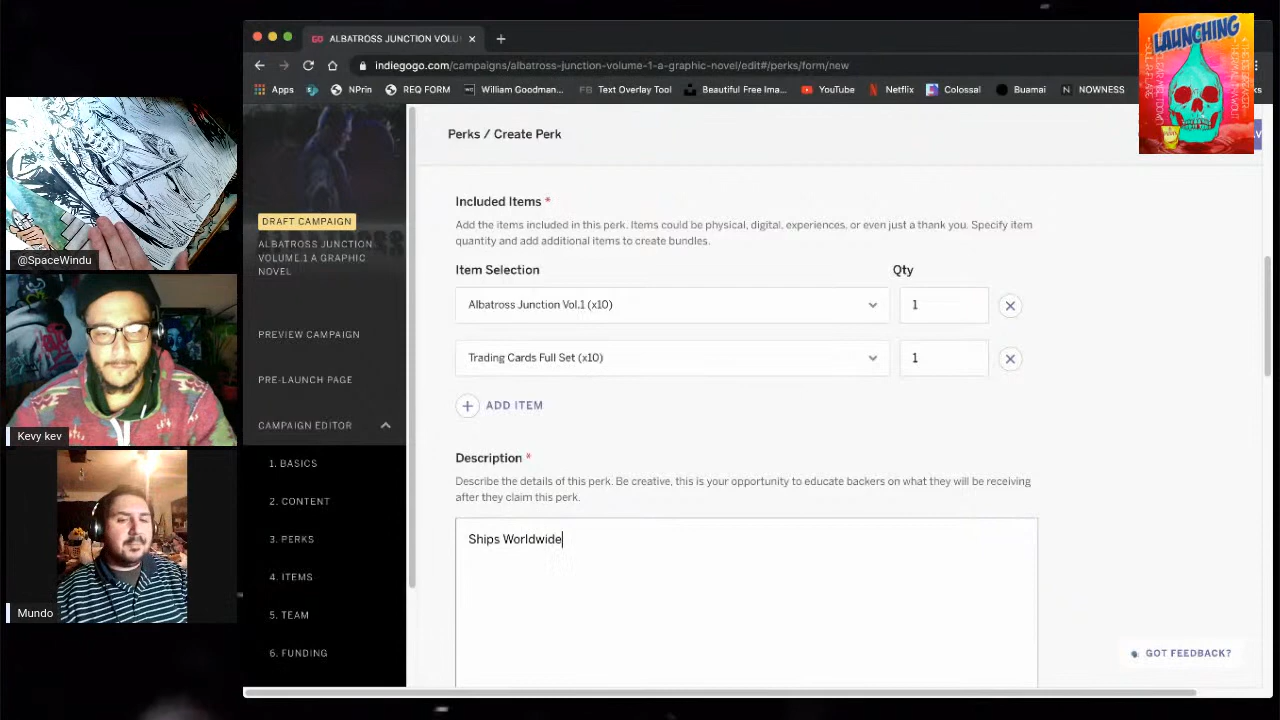 ALBATROSS JUNCTION VOLU
indiegogo.com/campaigns/albatross-junction-volume-1-a-graphic-novel/edit#/perks/form/new
Apps NPrin REQ FORM William Goodman... Text Overlay Tool Beautiful Free Ima... YouTube Netflix Colossal Buamai NOWNESS
LAUNCHING
Perks / Create Perk
DRAFT CAMPAIGN
ALBATROSS JUNCTION
VOLUME.1 A GRAPHIC
NOVEL
PREVIEW CAMPAIGN
PRE-LAUNCH PAGE
CAMPAIGN EDITOR
1. BASICS
2. CONTENT
3. PERKS
4. ITEMS
5. TEAM
6. FUNDING
Included Items *
Add the items included in this perk. Items could be physical, digital, experiences, or even just a thank you. Specify item
quantity and add additional items to create bundles.
Item Selection Qty
Albatross Junction Vol.1 (x10) 1
Trading Cards Full Set (x10) 1
ADD ITEM
Description *
Describe the details of this perk. Be creative, this is your opportunity to educate backers on what they will be receiving
after they claim this perk.
Ships Worldwide
GOT FEEDBACK?
@SpaceWindu
Kevy kev
Mundo